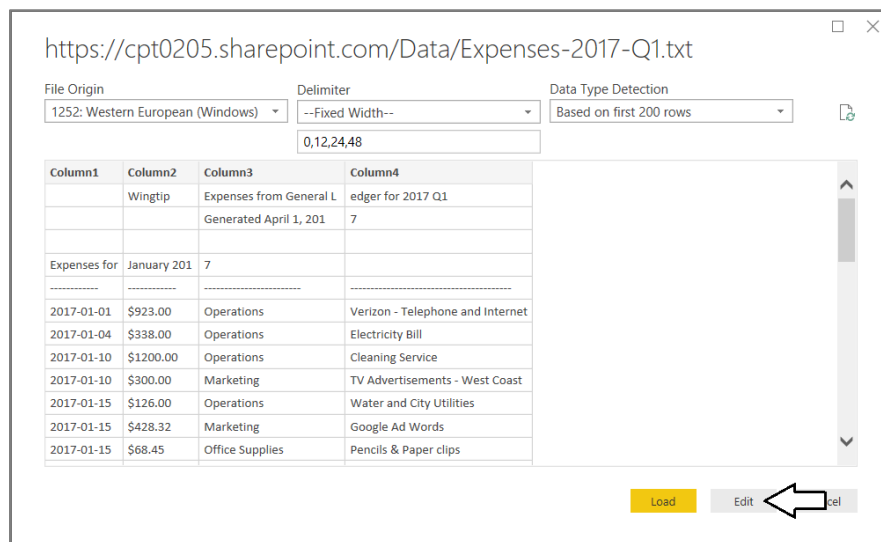 https://cpt0205.sharepoint.com/Data/Expenses-2017-Q1.txt
File Origin Delimiter Data Type Detection
1252: Western European (Windows) --Fixed Width-- Based on first 200 rows
0,12,24,48
Column1 Column2 Column3 Column4
Wingtip Expenses from General L edger for 2017 Q1
Generated April 1, 201 7
Expenses for January 201 7
------------ ------------ ------------------------ ----------------------------------------
2017-01-01 $923.00 Operations Verizon - Telephone and Internet
2017-01-04 $338.00 Operations Electricity Bill
2017-01-10 $1200.00 Operations Cleaning Service
2017-01-10 $300.00 Marketing TV Advertisements - West Coast
2017-01-15 $126.00 Operations Water and City Utilities
2017-01-15 $428.32 Marketing Google Ad Words
2017-01-15 $68.45 Office Supplies Pencils & Paper clips
Load Edit cel